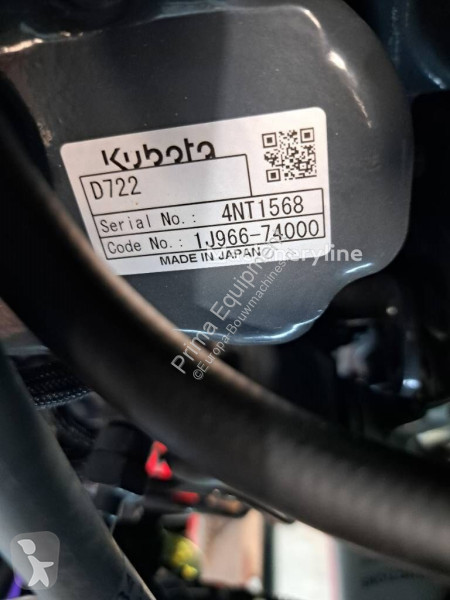 Kubota
D722
Serial No.: 4NT1568
Code No.: 1J966-74000
MADE IN JAPAN
Prima Equipment
©Europa-Bouwmachines